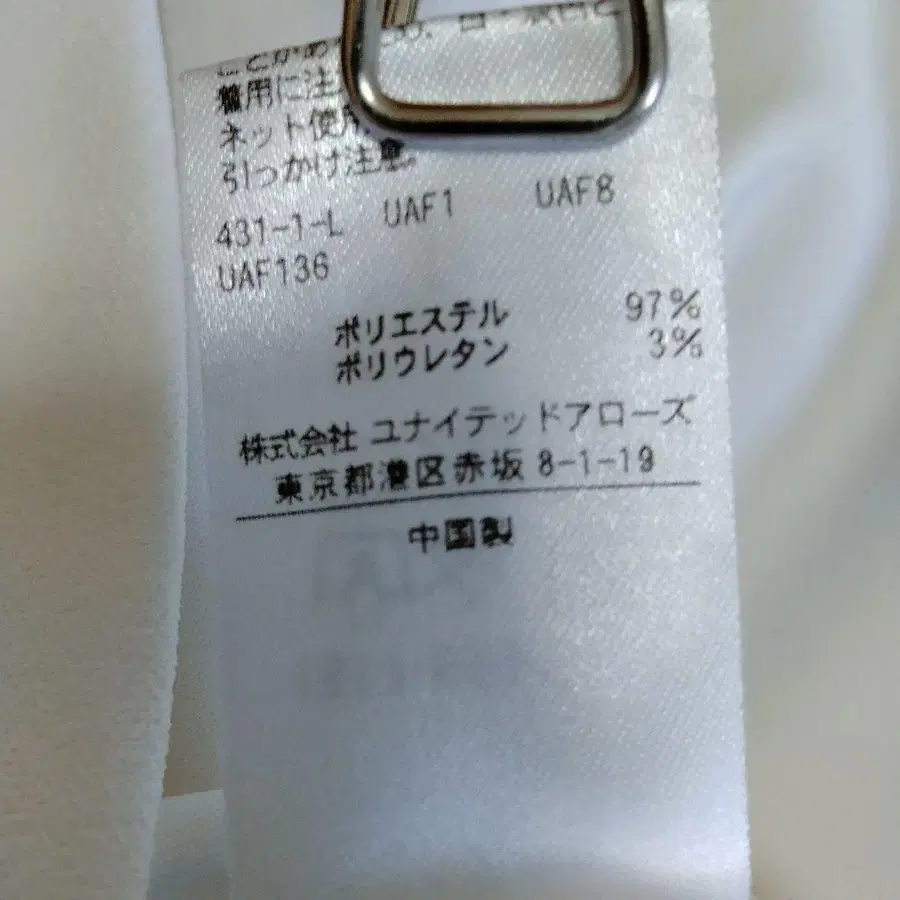 ことがあ
着用に注
ネット使用
引っかけ注意
431-1-L UAF1 UAF8
UAF136
ポリエステル 97%
ポリウレタン 3%
株式会社 ユナイテッドアローズ
東京都港区赤坂 8-1-19
中国製